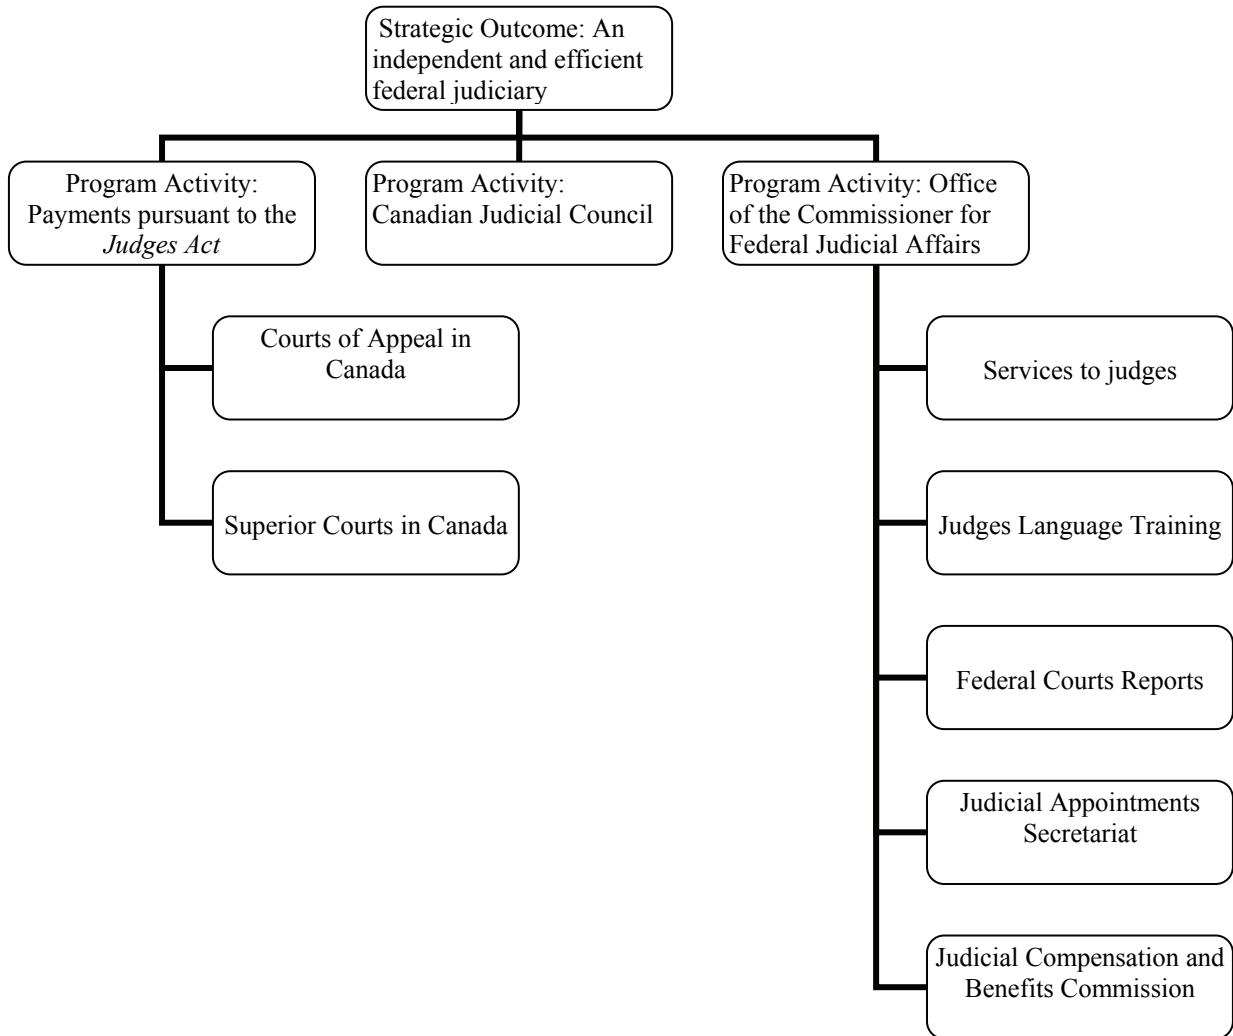 Strategic Outcome: An
independent and efficient
federal judiciary
Program Activity:
Payments pursuant to the
Judges Act
Program Activity:
Canadian Judicial Council
Program Activity: Office
of the Commissioner for
Federal Judicial Affairs
Courts of Appeal in
Canada
Superior Courts in Canada
Services to judges
Judges Language Training
Federal Courts Reports
Judicial Appointments
Secretariat
Judicial Compensation and
Benefits Commission